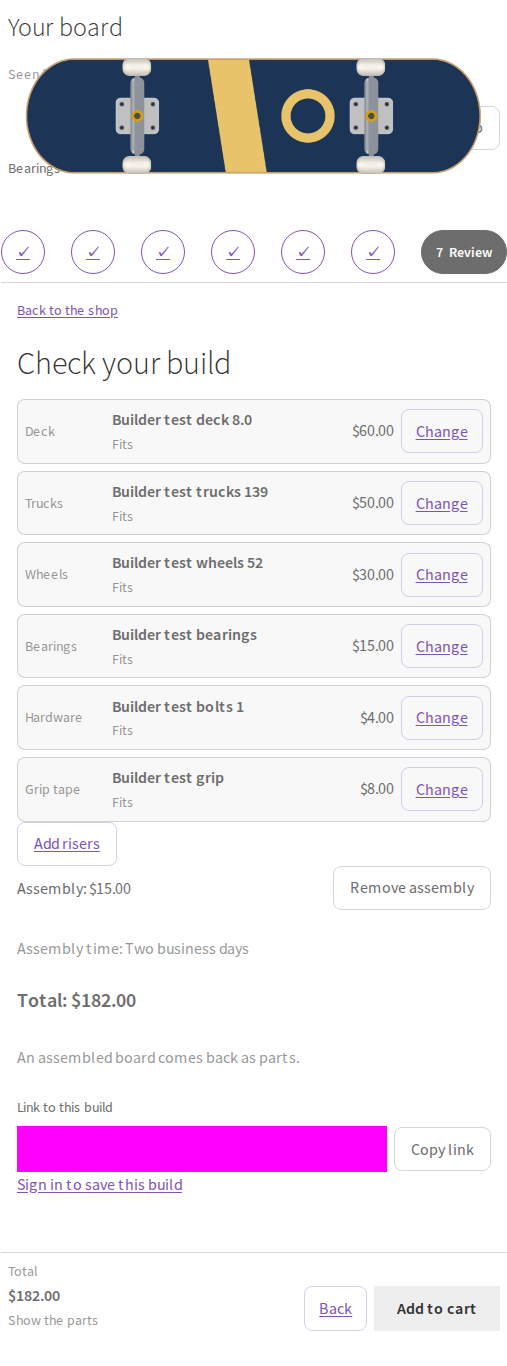 Your board
Bearings
✓ ✓ ✓ ✓ ✓ ✓ 7 Review
Back to the shop
Check your build
Deck
Builder test deck 8.0
Fits
$60.00
Change
Trucks
Builder test trucks 139
Fits
$50.00
Change
Wheels
Builder test wheels 52
Fits
$30.00
Change
Bearings
Builder test bearings
Fits
$15.00
Change
Hardware
Builder test bolts 1
Fits
$4.00
Change
Grip tape
Builder test grip
Fits
$8.00
Change
Add risers
Assembly: $15.00
Remove assembly
Assembly time: Two business days
Total: $182.00
An assembled board comes back as parts.
Link to this build
Copy link
Sign in to save this build
Total
$182.00
Show the parts
Back
Add to cart